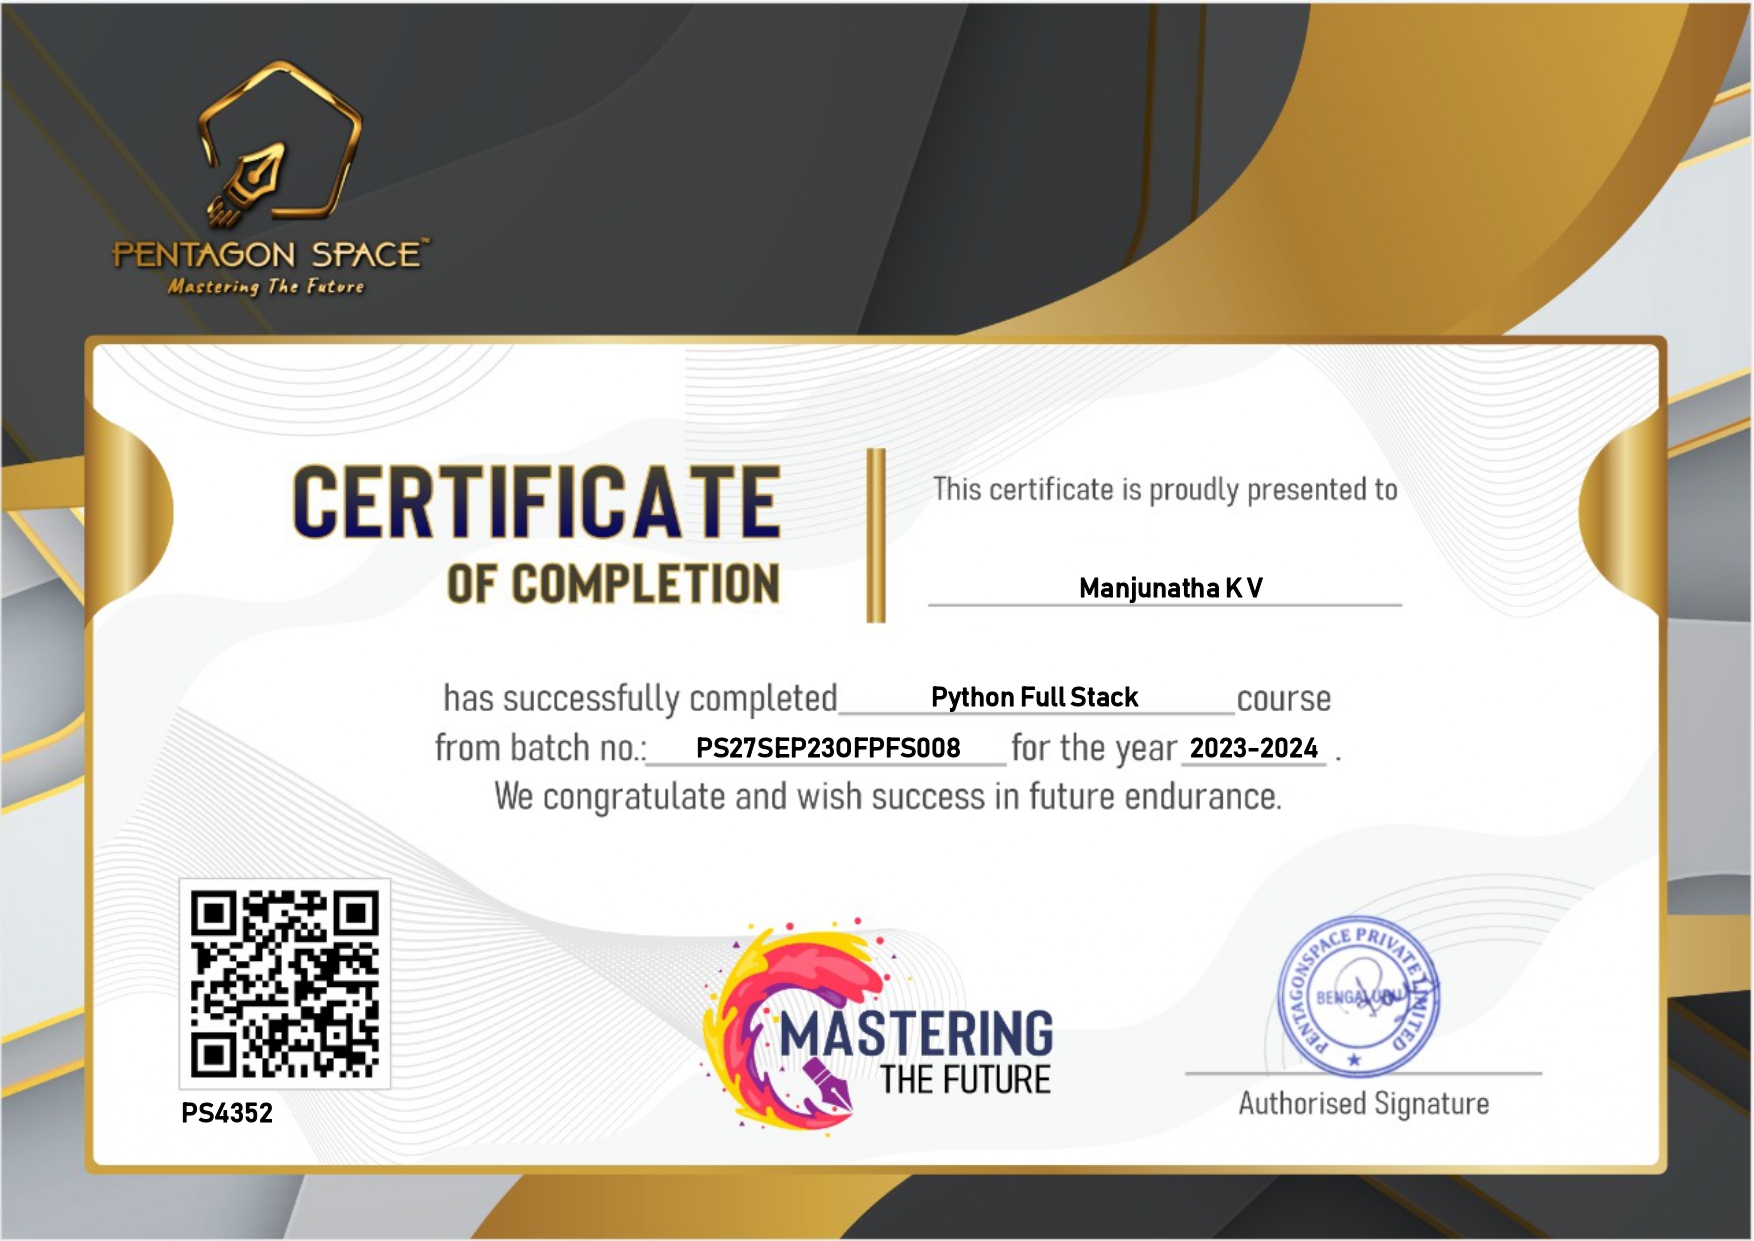 PENTAGON SPACE™
Mastering The Future
CERTIFICATE
OF COMPLETION
This certificate is proudly presented to
Manjunatha K V
has successfully completed Python Full Stack course
from batch no.: PS27SEP23OFPFS008 for the year 2023-2024 .
We congratulate and wish success in future endurance.
PS4352
MASTERING
THE FUTURE
PENTAGONSPACE PRIVATE LIMITED
BENGALURU
Authorised Signature